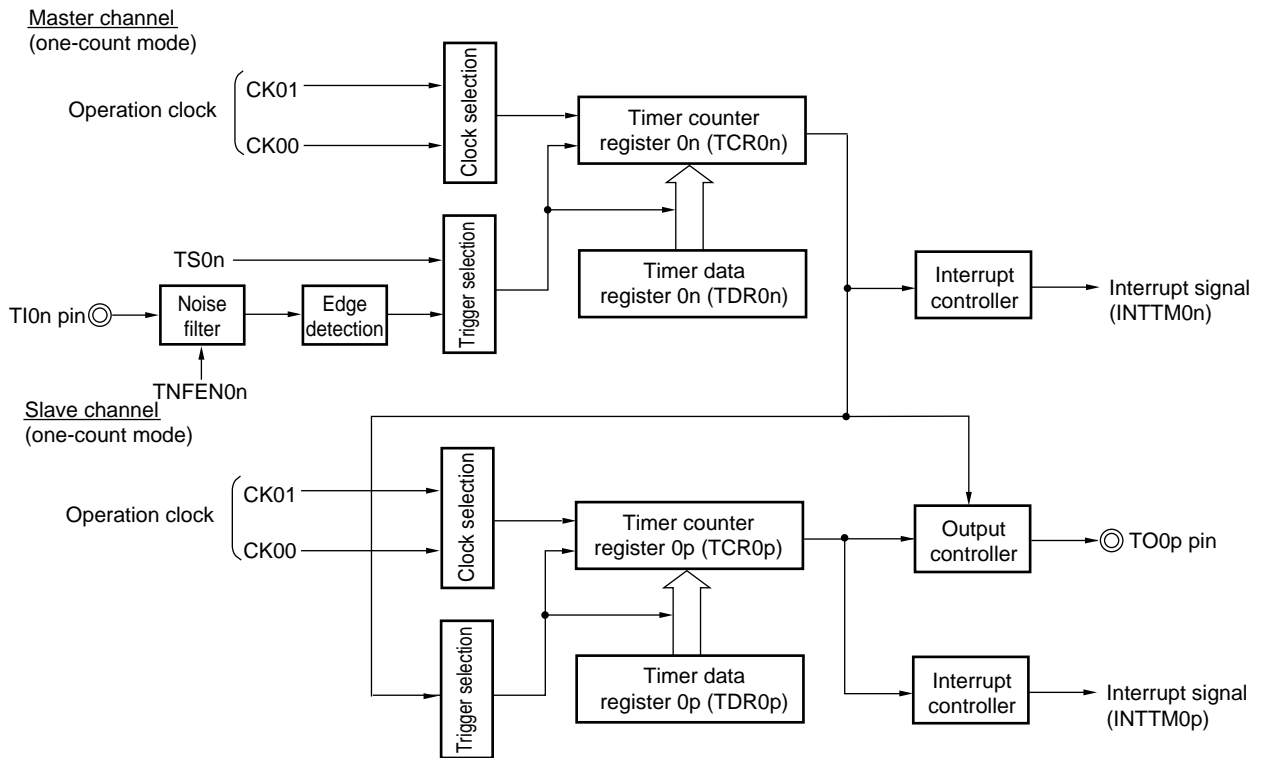 Master channel
(one-count mode)
Operation clock
CK01
CK00
Clock selection
Timer counter
register 0n (TCR0n)
TS0n
TI0n pin
Noise
filter
Edge
detection
Trigger selection
Timer data
register 0n (TDR0n)
Interrupt
controller
Interrupt signal
(INTTM0n)
TNFEN0n
Slave channel
(one-count mode)
Operation clock
CK01
CK00
Clock selection
Timer counter
register 0p (TCR0p)
Output
controller
TO0p pin
Trigger selection
Timer data
register 0p (TDR0p)
Interrupt
controller
Interrupt signal
(INTTM0p)